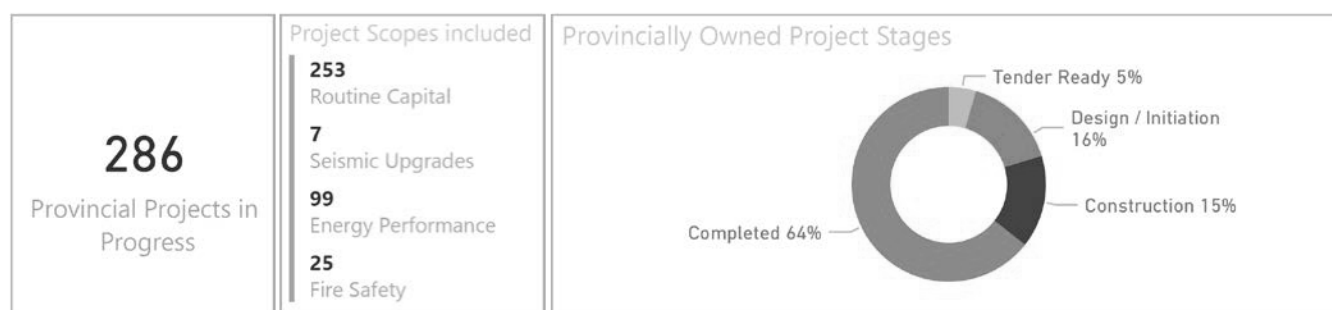 286
Provincial Projects in
Progress
Project Scopes included
253
Routine Capital
7
Seismic Upgrades
99
Energy Performance
25
Fire Safety
Provincially Owned Project Stages
Tender Ready 5%
Design / Initiation
16%
Construction 15%
Completed 64%